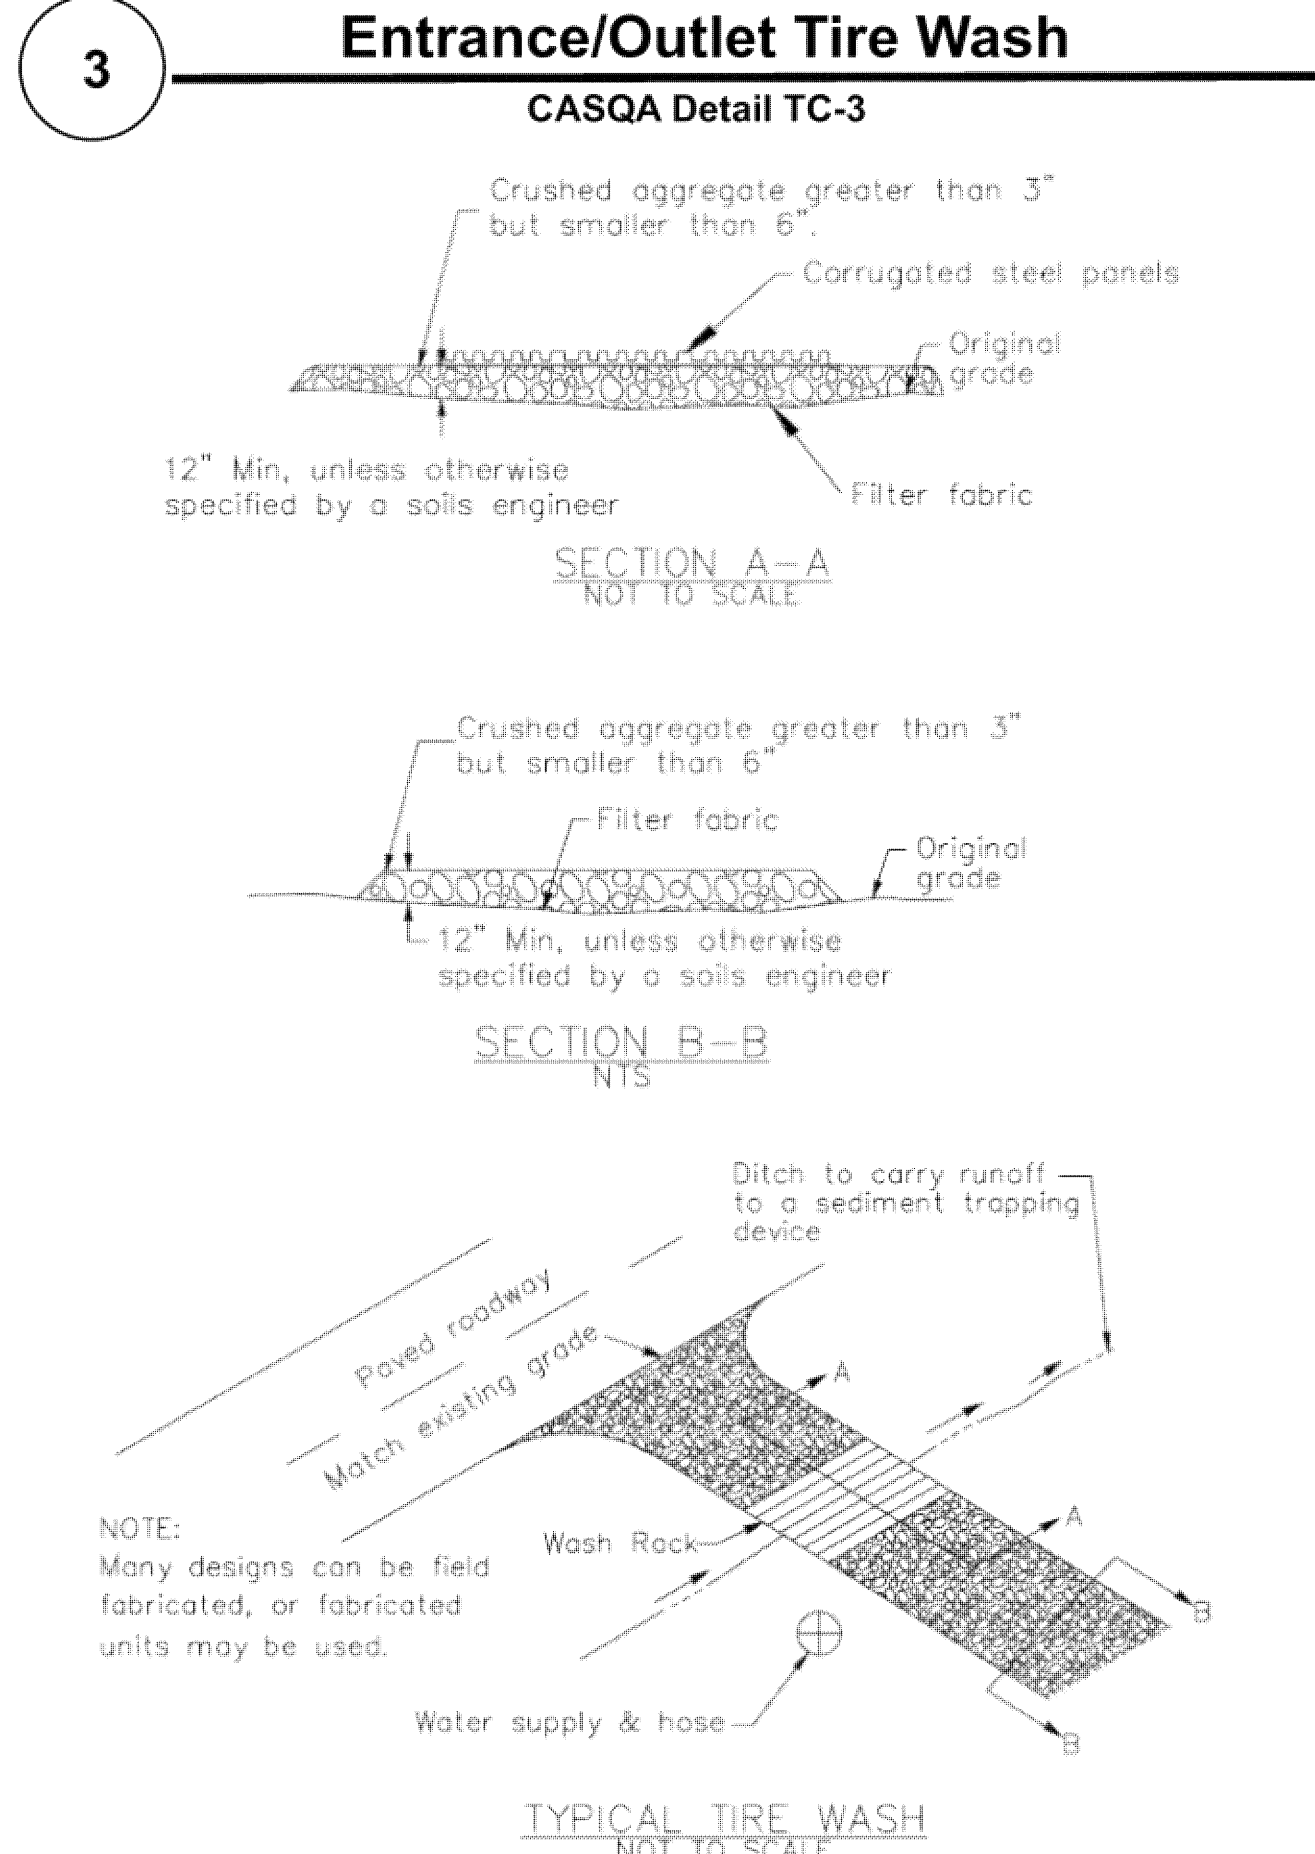 3
Entrance/Outlet Tire Wash
CASQA Detail TC-3
Crushed aggregate greater than 3"
but smaller than 6".
Corrugated steel panels
Original
grade
12" Min, unless otherwise
specified by a soils engineer
Filter fabric
SECTION A-A
NOT TO SCALE
Crushed aggregate greater than 3"
but smaller than 6"
Filter fabric
Original
grade
12" Min, unless otherwise
specified by a soils engineer
SECTION B-B
NTS
Ditch to carry runoff
to a sediment trapping
device
Paved roadway
Match existing grade
A
NOTE:
Many designs can be field
fabricated, or fabricated
units may be used.
Wash Rack
A
B
Water supply & hose
B
TYPICAL TIRE WASH
NOT TO SCALE